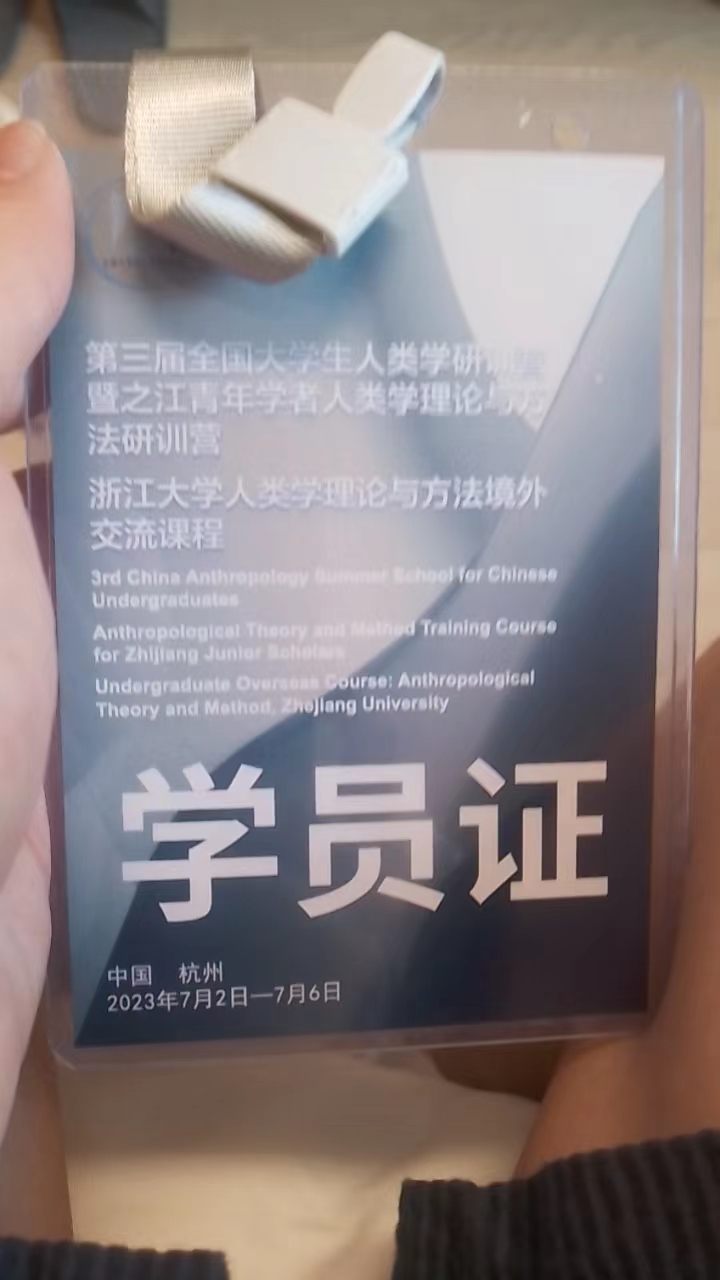 第三届全国大学生人类学研训营
暨之江青年学者人类学理论与方
法研训营
浙江大学人类学理论与方法境外
交流课程
3rd China Anthropology Summer School for Chinese
Undergraduates
Anthropological Theory and Method Training Course
for Zhijiang Junior Scholars
Undergraduate Overseas Course: Anthropological
Theory and Method, Zhejiang University
学员证
中国 杭州
2023年7月2日—7月6日